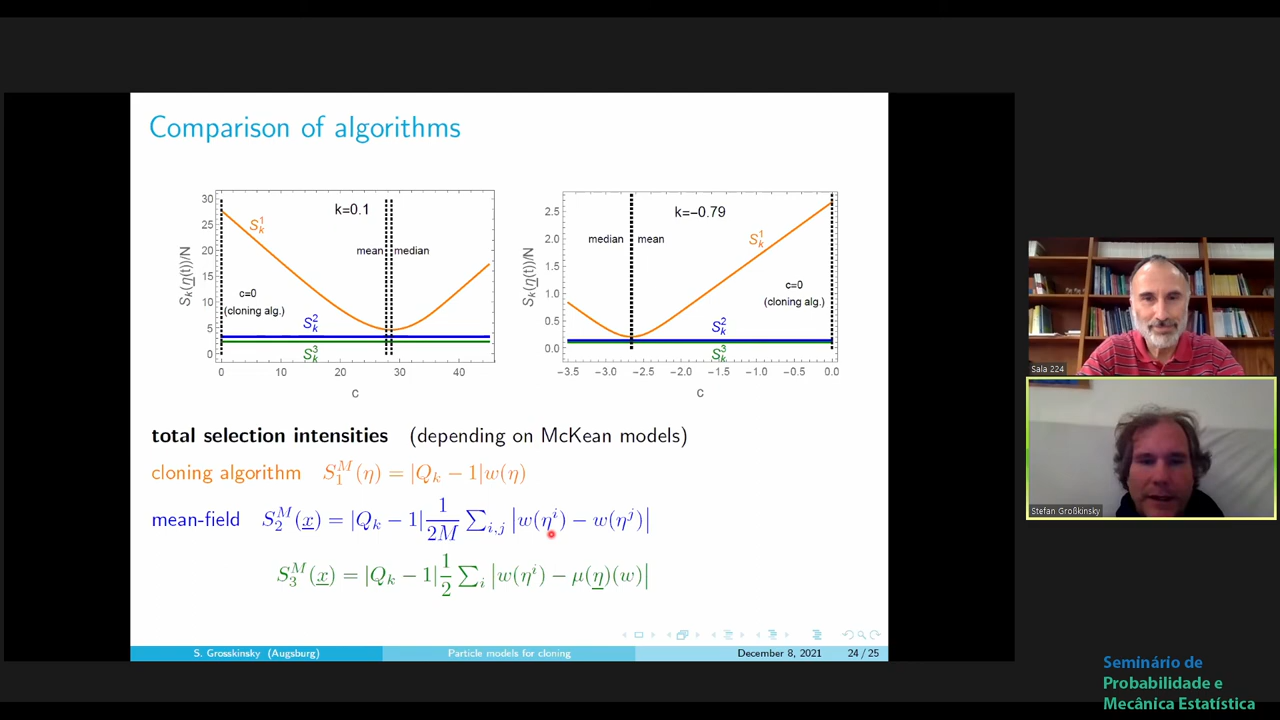 Comparison of algorithms
30
25
20
15
10
5
0
S_k(η(t))/N
k=0.1
S_k^1
mean
median
c=0
(cloning alg.)
S_k^2
S_k^3
0 10 20 30 40
c
2.5
2.0
1.5
1.0
0.5
0.0
S_k(η(t))/N
k=−0.79
median
mean
S_k^1
c=0
(cloning alg.)
S_k^2
S_k^3
−3.5 −3.0 −2.5 −2.0 −1.5 −1.0 −0.5 0.0
c
total selection intensities (depending on McKean models)
cloning algorithm S_1^M(η) = |Q_k − 1|w(η)
mean-field S_2^M(x) = |Q_k − 1| 1/2M ∑_{i,j} |w(η^i) − w(η^j)|
S_3^M(x) = |Q_k − 1| 1/2 ∑_i |w(η^i) − μ(η)(w)|
S. Grosskinsky (Augsburg) Particle models for cloning December 8, 2021 24 / 25
Sala 224
Stefan Großkinsky
Seminário de
Probabilidade e
Mecânica Estatística